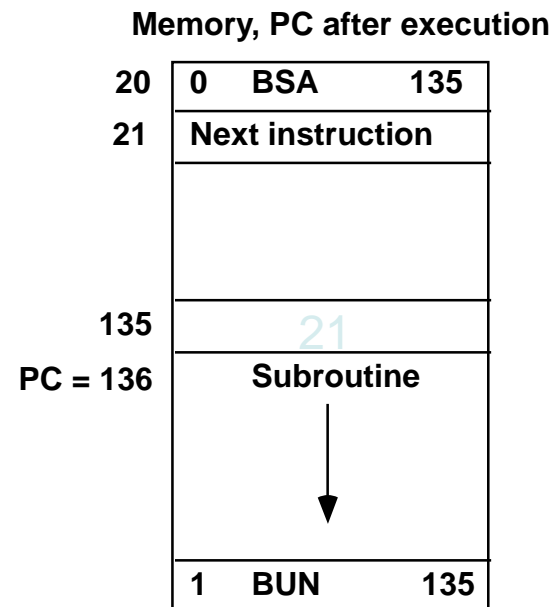 Memory, PC after execution
20 0 BSA 135
21 Next instruction
135 21
PC = 136 Subroutine
1 BUN 135